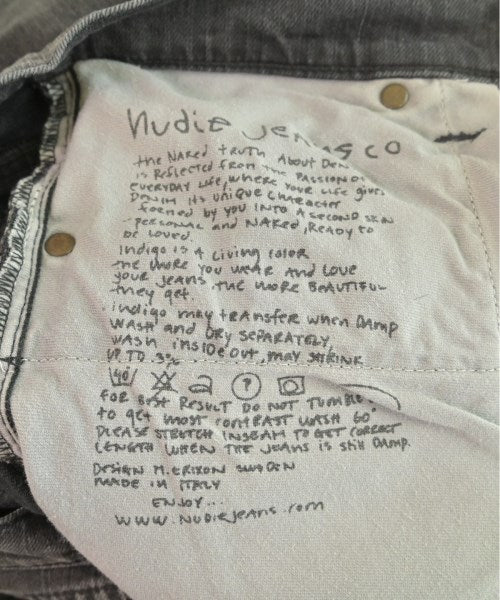 Nudie Jeans co
the NAKED tRUtH About DEN
is REFlEctED fRom tHE PASSION O
EVERYDAY LifE, WHERE YOUR LifE giVES
DENIM its UNiQUE CHARACtER
foRMED by YOU INTO A SECOND SKIN
-PERSONAL AND NAKED, READY to
bE LOVED.
INDIGO IS A LIVING COLOR
tHE MORE YOU WEAR AND LOVE
YOUR JEANS tHE MORE BEAUTIFUL
tHEY gEt.
INDIGO MAY tRANSFER WHEN DAMP
WASH AND DRY SEPARATELY,
WASH INSIDE OUT, MAY SHRINK
UP TO 3%
40 ?
FOR BEST RESULT DO NOT TUMBLE.
to gEt MOST CONTRAST WASH 60°
PLEASE STRETCH INSEAM TO GET CORRECT
LENGTH WHEN THE JEANS IS Still DAMP.
DESIGN M.ERIXON SWEDEN
MADE IN ITALY
ENJOY...
WWW.NUDIEJEANS.COM